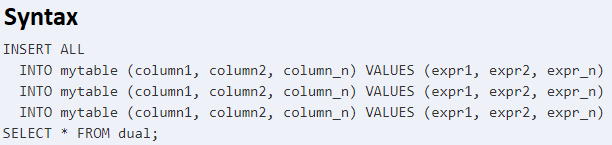 Syntax
INSERT ALL
  INTO mytable (column1, column2, column_n) VALUES (expr1, expr2, expr_n)
  INTO mytable (column1, column2, column_n) VALUES (expr1, expr2, expr_n)
  INTO mytable (column1, column2, column_n) VALUES (expr1, expr2, expr_n)
SELECT * FROM dual;